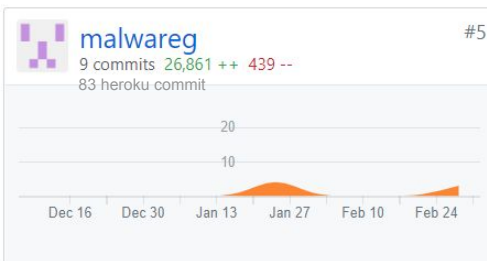 malwareg #5
9 commits 26,861 ++ 439 --
83 heroku commit
20
10
Dec 16 Dec 30 Jan 13 Jan 27 Feb 10 Feb 24